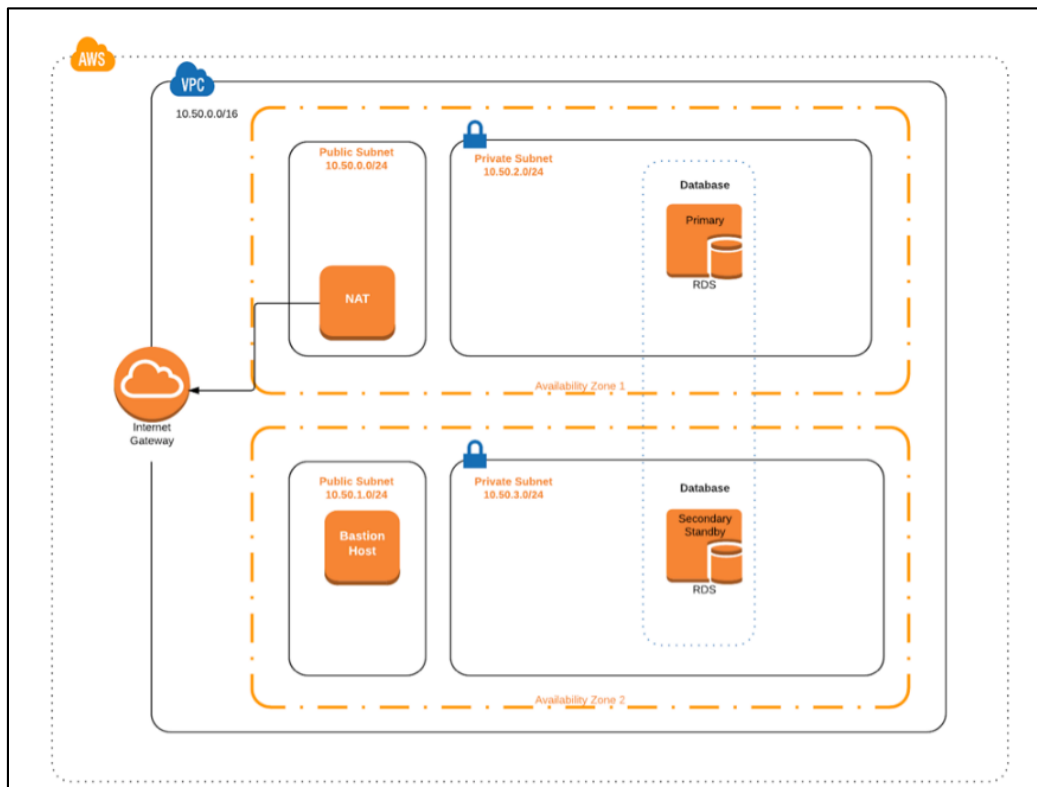 AWS
VPC
10.50.0.0/16
Public Subnet
10.50.0.0/24
Private Subnet
10.50.2.0/24
Database
Primary
RDS
NAT
Availability Zone 1
Internet
Gateway
Public Subnet
10.50.1.0/24
Private Subnet
10.50.3.0/24
Database
Bastion
Host
Secondary
Standby
RDS
Availability Zone 2